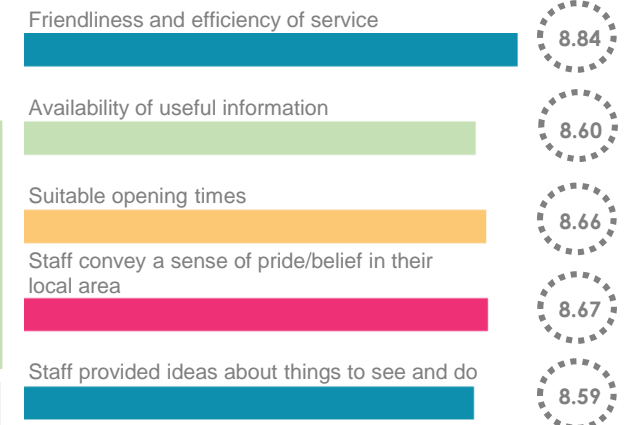 Friendliness and efficiency of service
8.84
Availability of useful information
8.60
Suitable opening times
8.66
Staff convey a sense of pride/belief in their
local area
8.67
Staff provided ideas about things to see and do
8.59